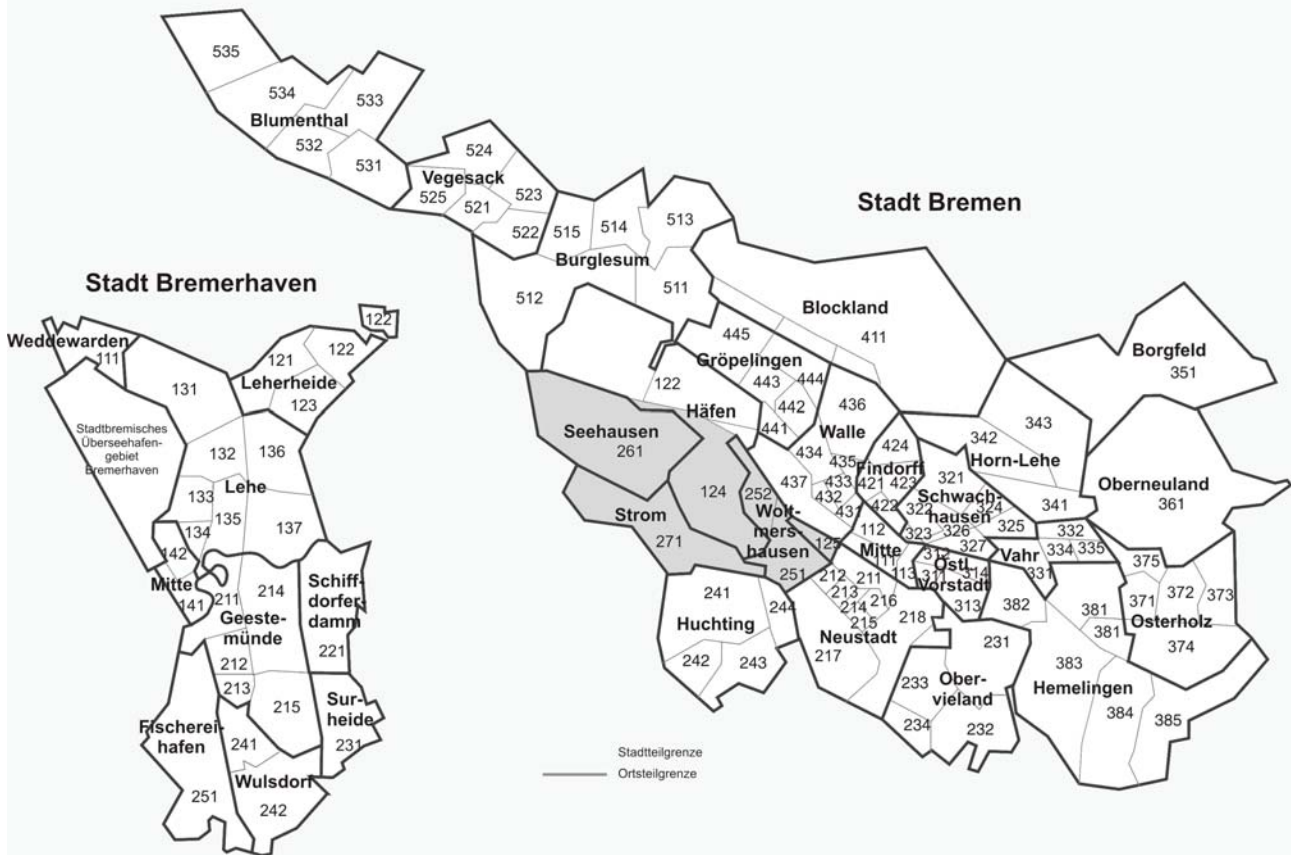 Stadt Bremerhaven
Weddewarden
111
131
121
122
122
Leherheide
123
Stadtbremisches
Überseehafen-
gebiet
Bremerhaven
132
136
Lehe
133
135
134
137
142
Mitte
141
211
214
Geeste-
münde
Schiff-
dorfer-
damm
221
212
213
215
Sur-
heide
231
Fischerei-
hafen
251
241
Wulsdorf
242
Stadt Bremen
535
534
533
Blumenthal
532
531
524
Vegesack
525
521
523
522
515
514
513
Burglesum
512
511
Blockland
411
445
Gröpelingen
443
444
442
441
122
Häfen
Seehausen
261
124
252
Strom
271
Wolt-
mers-
hausen
251
125
436
Walle
434
435
437
433
432
431
424
Findorff
421
423
422
343
342
Horn-Lehe
341
321
Schwach-
hausen
322
324
323
326
325
327
Borgfeld
351
Oberneuland
361
332
Vahr
334
335
331
112
Mitte
111
113
312
Östl.
311
314
Vorstadt
313
375
371
372
373
Osterholz
374
241
244
Huchting
242
243
212
211
213
214
216
215
218
Neustadt
217
231
233
Ober-
vieland
234
232
382
381
381
383
Hemelingen
384
385
Stadtteilgrenze
Ortsteilgrenze